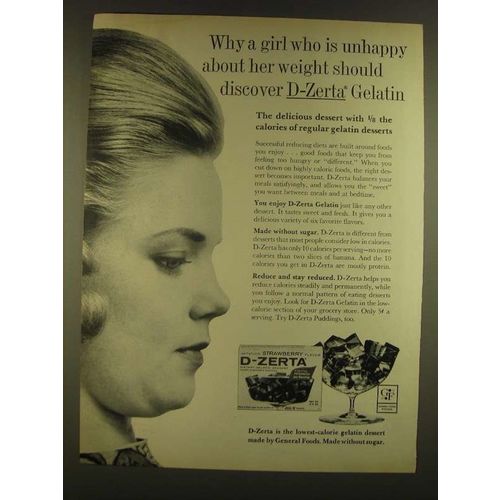 Why a girl who is unhappy
about her weight should
discover D-Zerta® Gelatin
The delicious dessert with 1/8 the
calories of regular gelatin desserts
Successful reducing diets are built around foods
you enjoy . . . good foods that keep you from
feeling too hungry or "different." When you
cut down on highly caloric foods, the right des-
sert becomes important. D-Zerta balances your
meals satisfyingly, and allows you the "sweet"
you want between meals and at bedtime.
You enjoy D-Zerta Gelatin just like any other
dessert. It tastes sweet and fresh. It gives you a
delicious variety of six favorite flavors.
Made without sugar. D-Zerta is different from
desserts that most people consider low in calories.
D-Zerta has only 10 calories per serving—no more
calories than two slices of banana. And the 10
calories you get in D-Zerta are mostly protein.
Reduce and stay reduced. D-Zerta helps you
reduce calories steadily and permanently, while
you follow a normal pattern of eating desserts
you enjoy. Look for D-Zerta Gelatin in the low-
calorie section of your grocery store. Only 5¢ a
serving. Try D-Zerta Puddings, too.
STRAWBERRY FLAVOR
D-ZERTA
GF
D-Zerta is the lowest-calorie gelatin dessert
made by General Foods. Made without sugar.